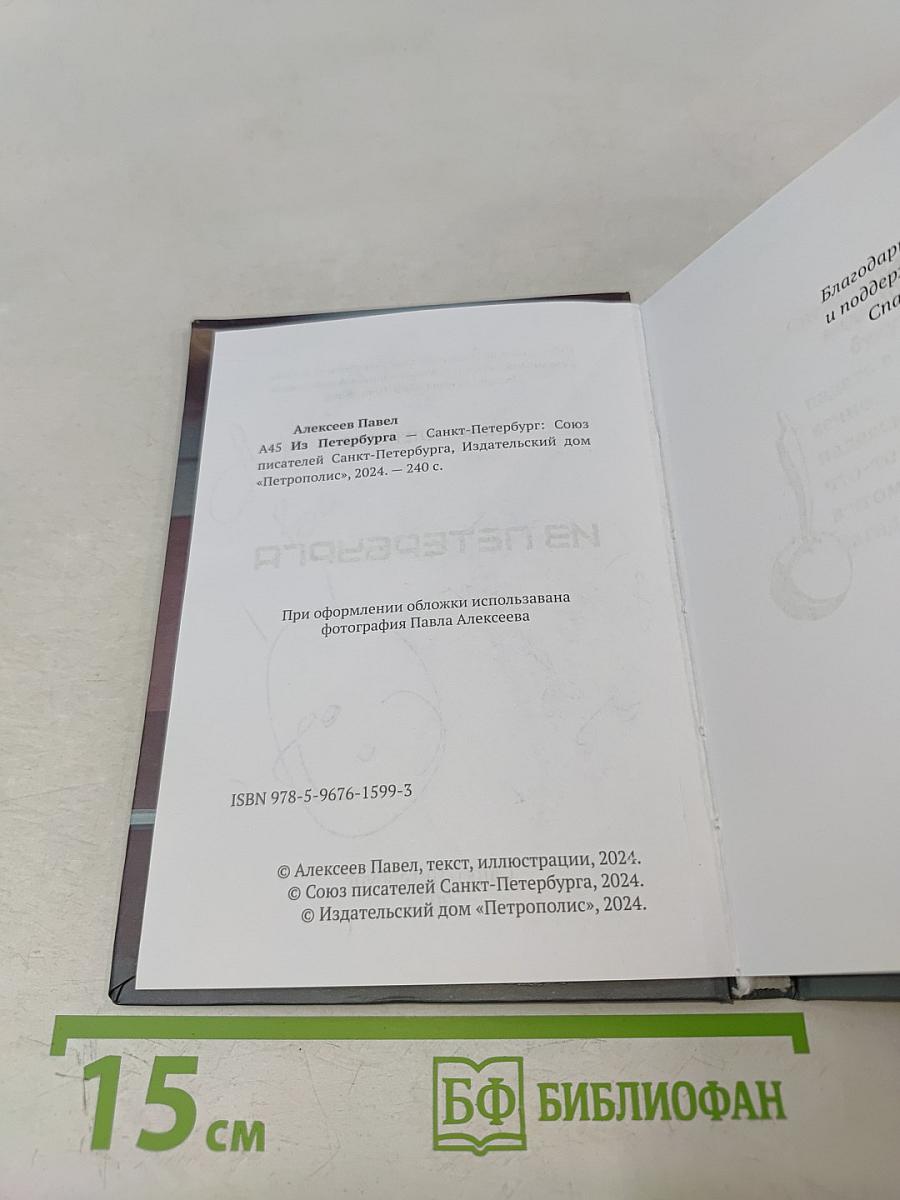 Алексеев Павел
А45 Из Петербурга — Санкт-Петербург: Союз
писателей Санкт-Петербурга, Издательский дом
«Петрополис», 2024. — 240 с.
ИЗ ПЕТЕРБУРГА
При оформлении обложки использавана
фотография Павла Алексеева
ISBN 978-5-9676-1599-3
© Алексеев Павел, текст, иллюстрации, 2024.
© Союз писателей Санкт-Петербурга, 2024.
© Издательский дом «Петрополис», 2024.
15 см
БФ БИБЛИОФАН